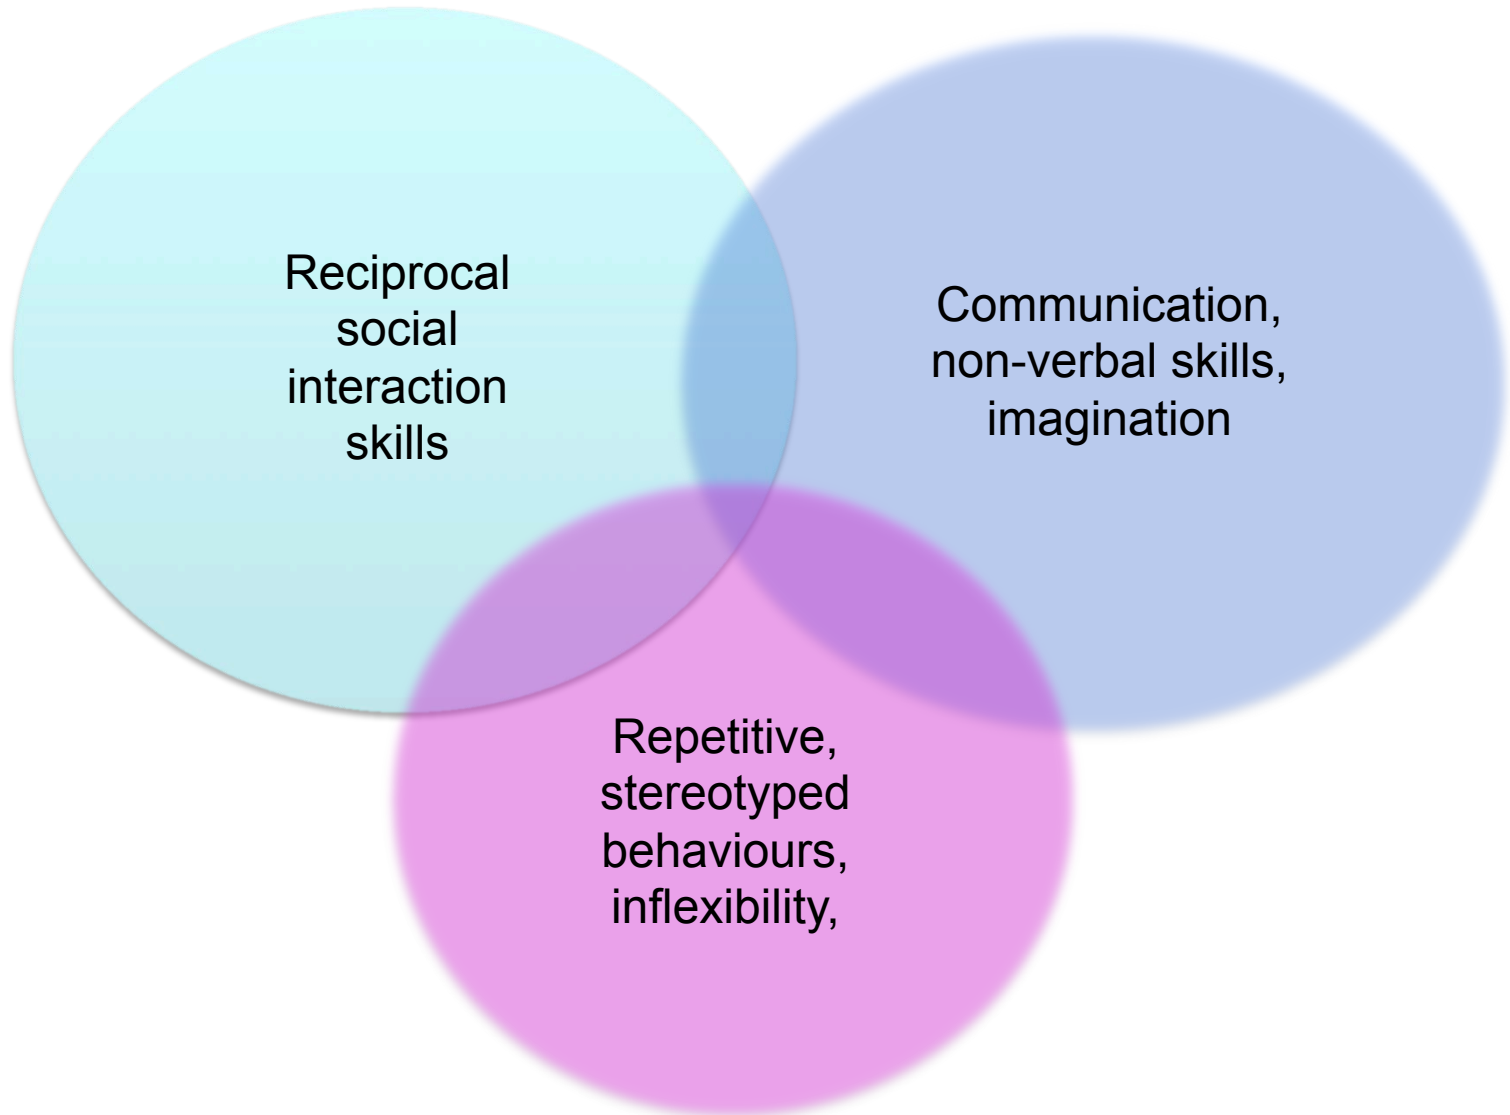 Reciprocal
social
interaction
skills
Communication,
non-verbal skills,
imagination
Repetitive,
stereotyped
behaviours,
inflexibility,